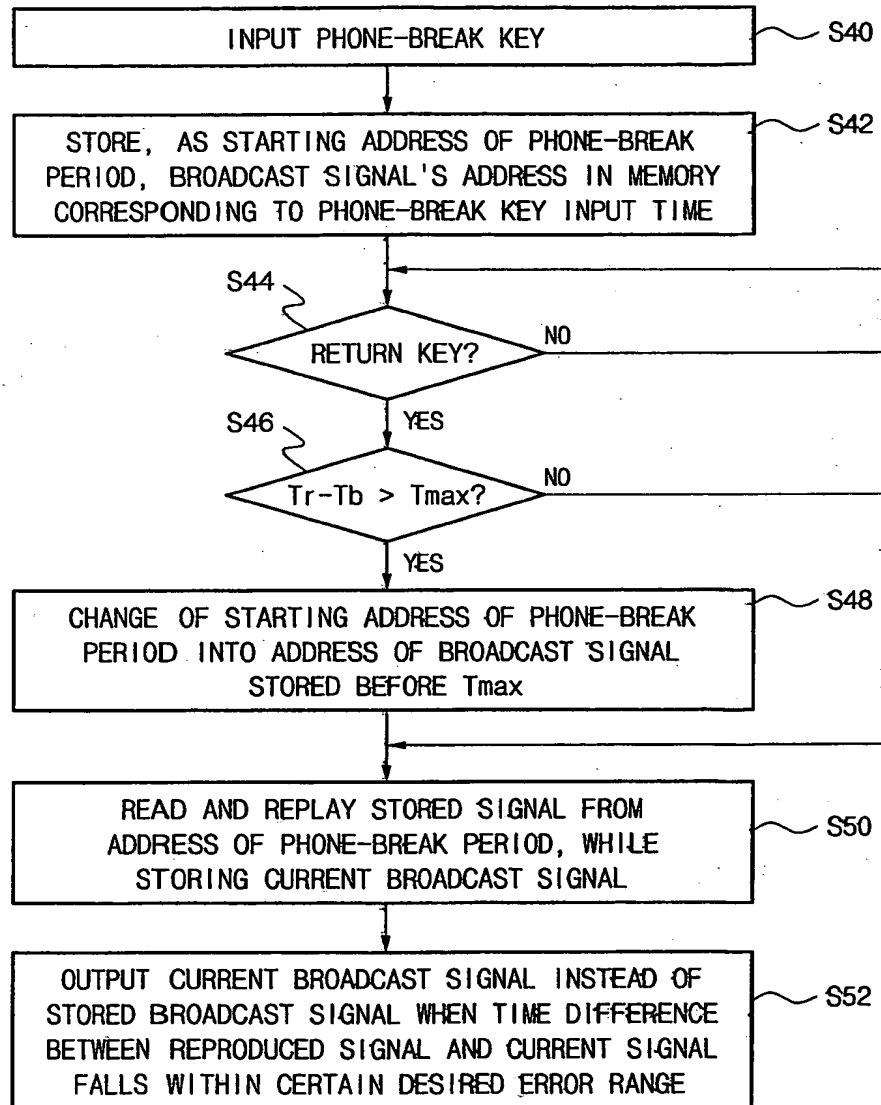 INPUT PHONE-BREAK KEY
S40
STORE, AS STARTING ADDRESS OF PHONE-BREAK
PERIOD, BROADCAST SIGNAL'S ADDRESS IN MEMORY
CORRESPONDING TO PHONE-BREAK KEY INPUT TIME
S42
S44
RETURN KEY?
NO
YES
S46
Tr-Tb > Tmax?
NO
YES
CHANGE OF STARTING ADDRESS OF PHONE-BREAK
PERIOD INTO ADDRESS OF BROADCAST SIGNAL
STORED BEFORE Tmax
S48
READ AND REPLAY STORED SIGNAL FROM
ADDRESS OF PHONE-BREAK PERIOD, WHILE
STORING CURRENT BROADCAST SIGNAL
S50
OUTPUT CURRENT BROADCAST SIGNAL INSTEAD OF
STORED BROADCAST SIGNAL WHEN TIME DIFFERENCE
BETWEEN REPRODUCED SIGNAL AND CURRENT SIGNAL
FALLS WITHIN CERTAIN DESIRED ERROR RANGE
S52